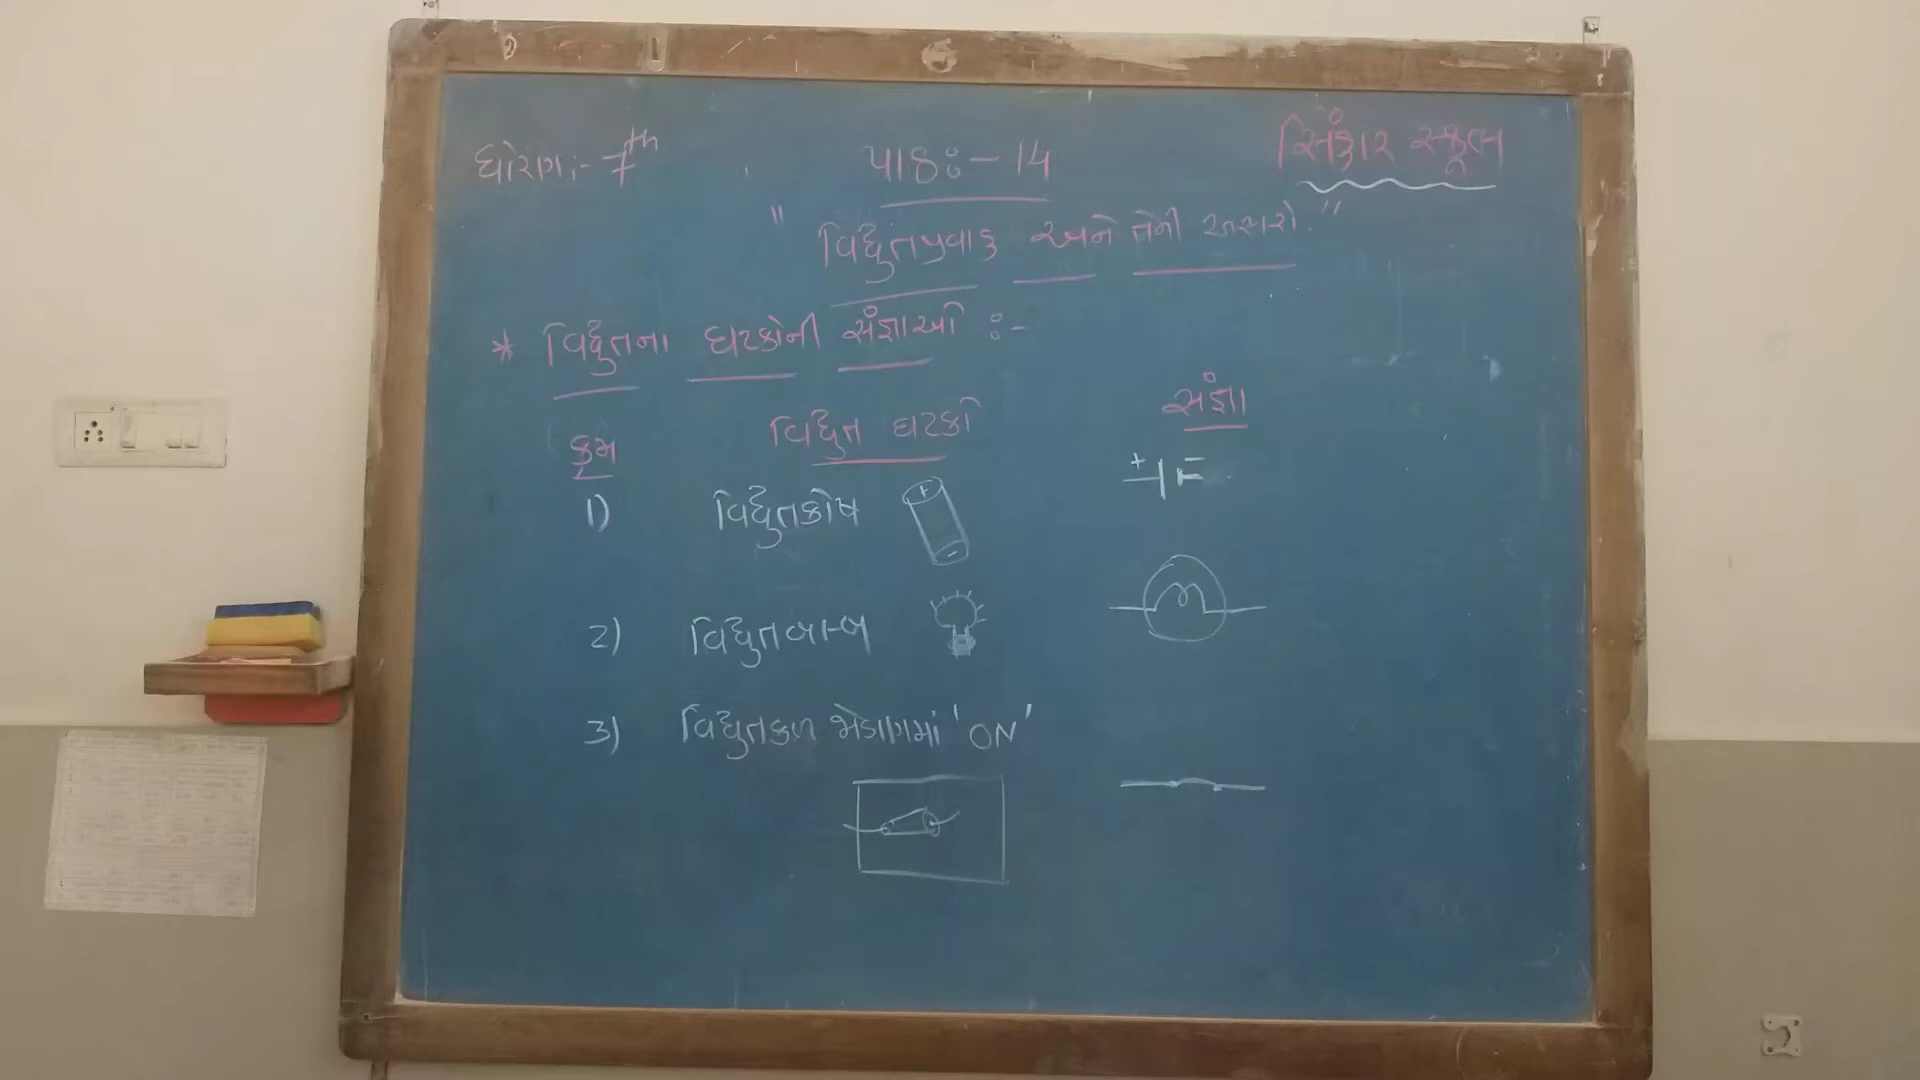 ધોરણ:- 7th
પાઠઃ- 14
સ્કૂલ
"વિદ્યુતપ્રવાહ અને તેની અસરો."
* વિદ્યુતના ઘટકોની સંજ્ઞાઓ :-
ક્રમ વિદ્યુત ઘટકો સંજ્ઞા
1) વિદ્યુતકોષ + - + -
2) વિદ્યુતબલ્બ
3) વિદ્યુતકળ જોડાણમાં 'ON'